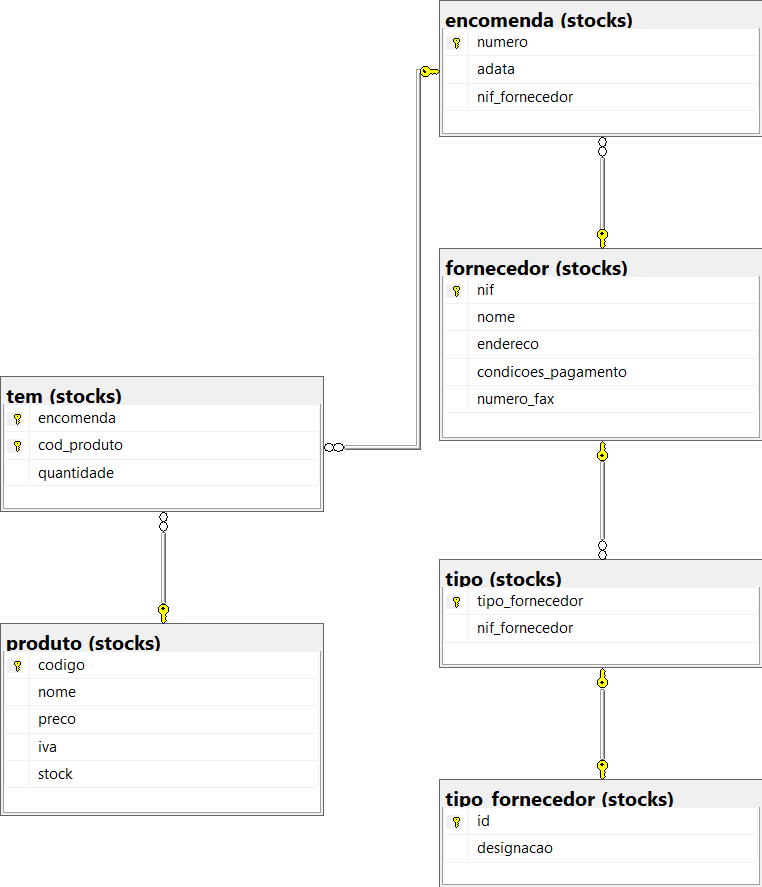 encomenda (stocks)
numero
adata
nif_fornecedor
fornecedor (stocks)
nif
nome
endereco
condicoes_pagamento
numero_fax
tem (stocks)
encomenda
cod_produto
quantidade
tipo (stocks)
tipo_fornecedor
nif_fornecedor
produto (stocks)
codigo
nome
preco
iva
stock
tipo_fornecedor (stocks)
id
designacao